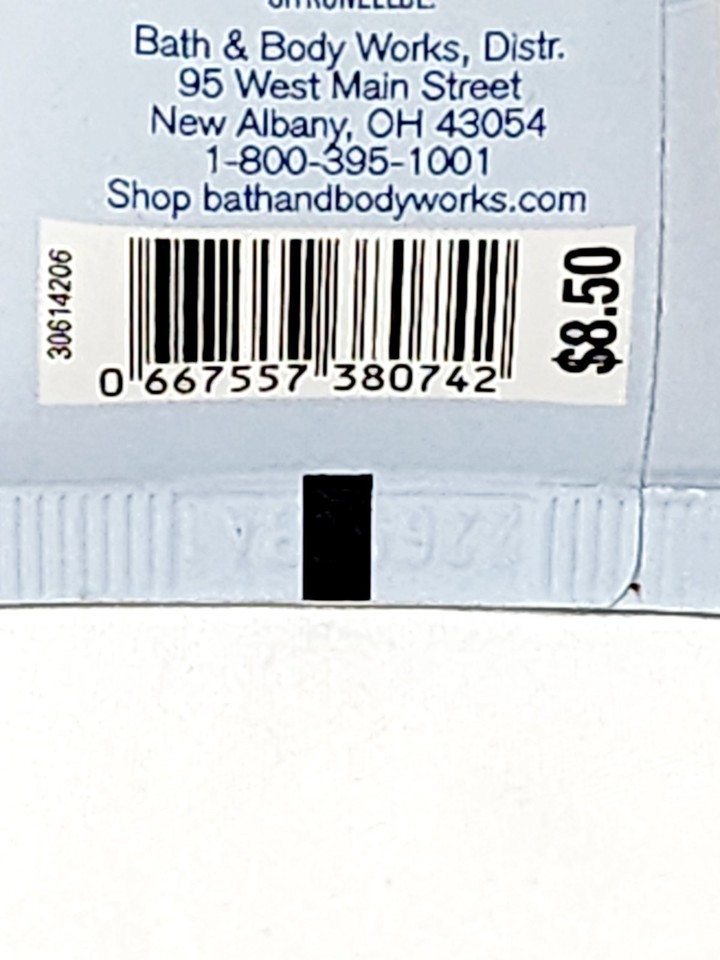 Bath & Body Works, Distr.
95 West Main Street
New Albany, OH 43054
1-800-395-1001
Shop bathandbodyworks.com
30614206
$8.50
0 667557 380742